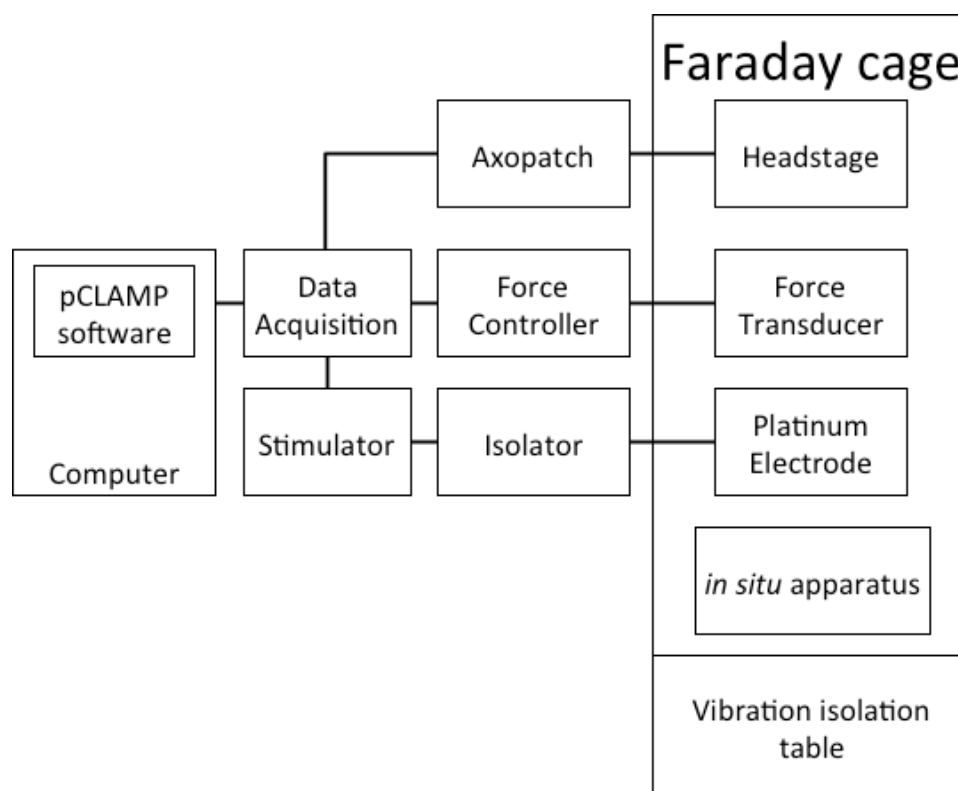 Faraday cage
Axopatch
Headstage
pCLAMP
software
Computer
Data
Acquisition
Force
Controller
Force
Transducer
Stimulator
Isolator
Platinum
Electrode
in situ apparatus
Vibration isolation
table